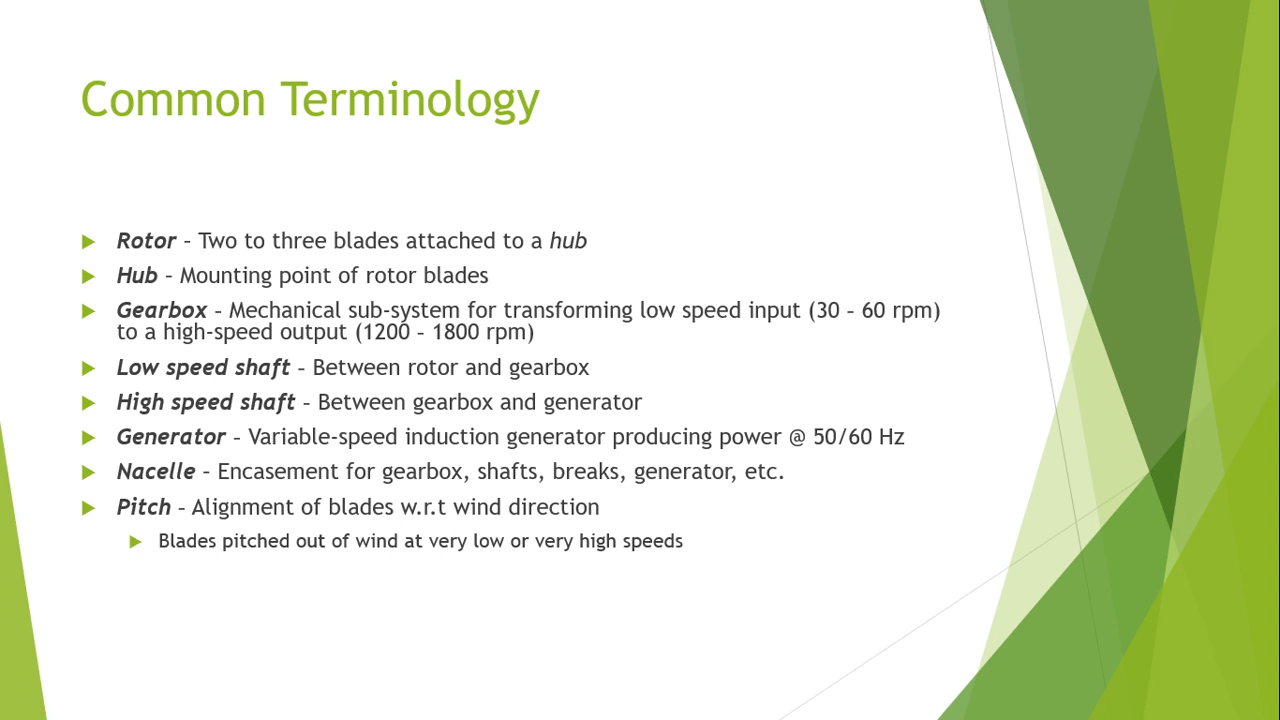 Common Terminology
Rotor – Two to three blades attached to a hub
Hub – Mounting point of rotor blades
Gearbox – Mechanical sub-system for transforming low speed input (30 – 60 rpm)
to a high-speed output (1200 – 1800 rpm)
Low speed shaft – Between rotor and gearbox
High speed shaft – Between gearbox and generator
Generator – Variable-speed induction generator producing power @ 50/60 Hz
Nacelle – Encasement for gearbox, shafts, breaks, generator, etc.
Pitch – Alignment of blades w.r.t wind direction
Blades pitched out of wind at very low or very high speeds